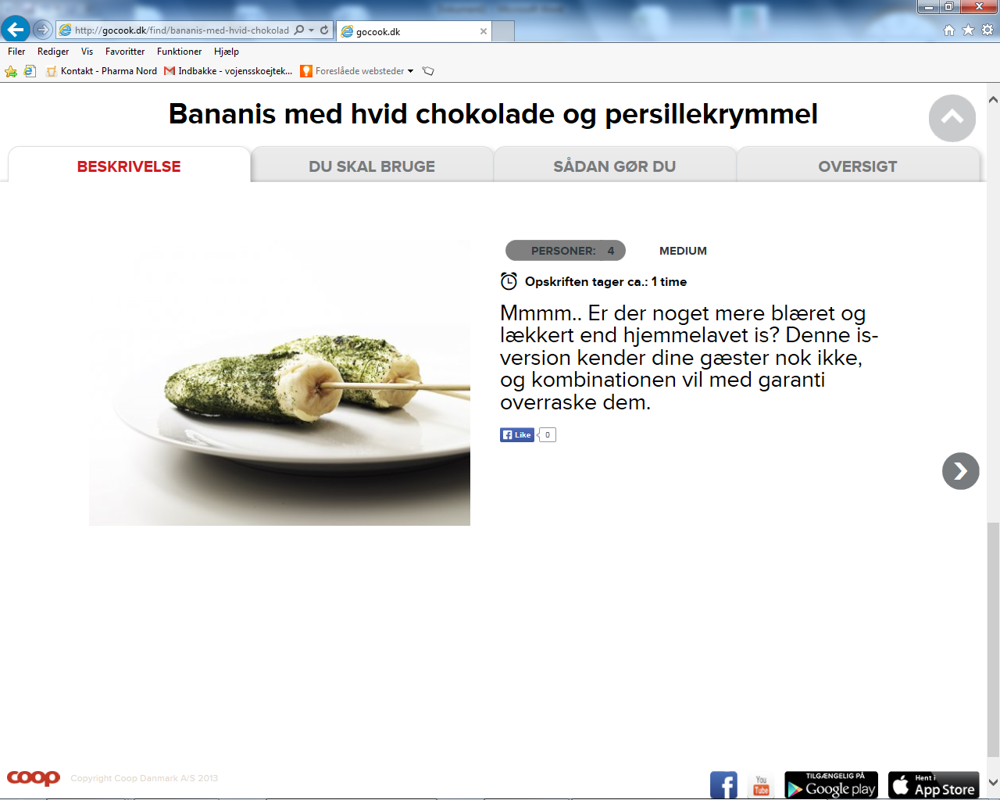 http://gocook.dk/find/bananis-med-hvid-chokolad
gocook.dk
Filer Rediger Vis Favoritter Funktioner Hjælp
Kontakt - Pharma Nord Indbakke - vojensskoejtek... Foreslåede websteder
Bananis med hvid chokolade og persillekrymmel
BESKRIVELSE DU SKAL BRUGE SÅDAN GØR DU OVERSIGT
PERSONER: 4 MEDIUM
Opskriften tager ca.: 1 time
Mmmm.. Er der noget mere blæret og
lækkert end hjemmelavet is? Denne is-
version kender dine gæster nok ikke,
og kombinationen vil med garanti
overraske dem.
Like 0
coop Copyright Coop Danmark A/S 2013
You
Tube
TILGÆNGELIG PÅ
Google play
Hent i
App Store